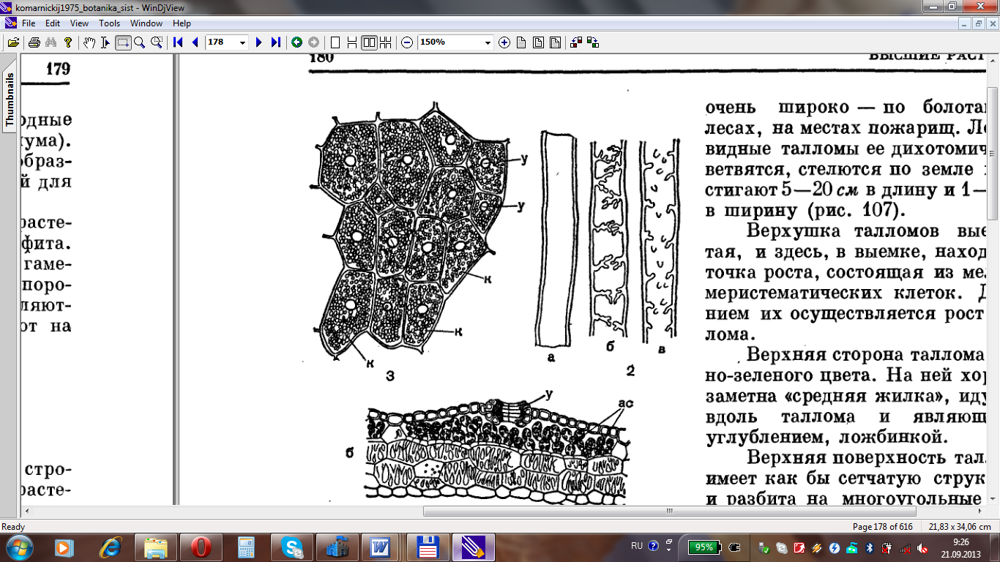 komarnickij1975_botanika_sist - WinDjView
File Edit View Tools Window Help
178
150%
Thumbnails
179
одные
ума).
образ-
й для
расте-
фита.
гаме-
поро-
ляют-
от на
стро-
расте-
180
ВЫСШИЕ РАСТ
у
у
к
к
к
3
а
б
в
2
у
ас
б
очень широко — по болота
лесах, на местах пожарищ. Ле
видные талломы ее дихотомич
ветвятся, стелются по земле
стигают 5—20 см в длину и 1—
в ширину (рис. 107).
Верхушка талломов вые
тая, и здесь, в выемке, наход
точка роста, состоящая из ме
меристематических клеток. Д
нием их осуществляется рост
лома.
Верхняя сторона таллома
но-зеленого цвета. На ней хо
заметна «средняя жилка», иду
вдоль таллома и являющ
углублением, ложбинкой.
Верхняя поверхность тал
имеет как бы сетчатую струк
и разбита на многоугольные
Ready
Page 178 of 616
21,83 x 34,06 cm
RU
95%
9:26
21.09.2013